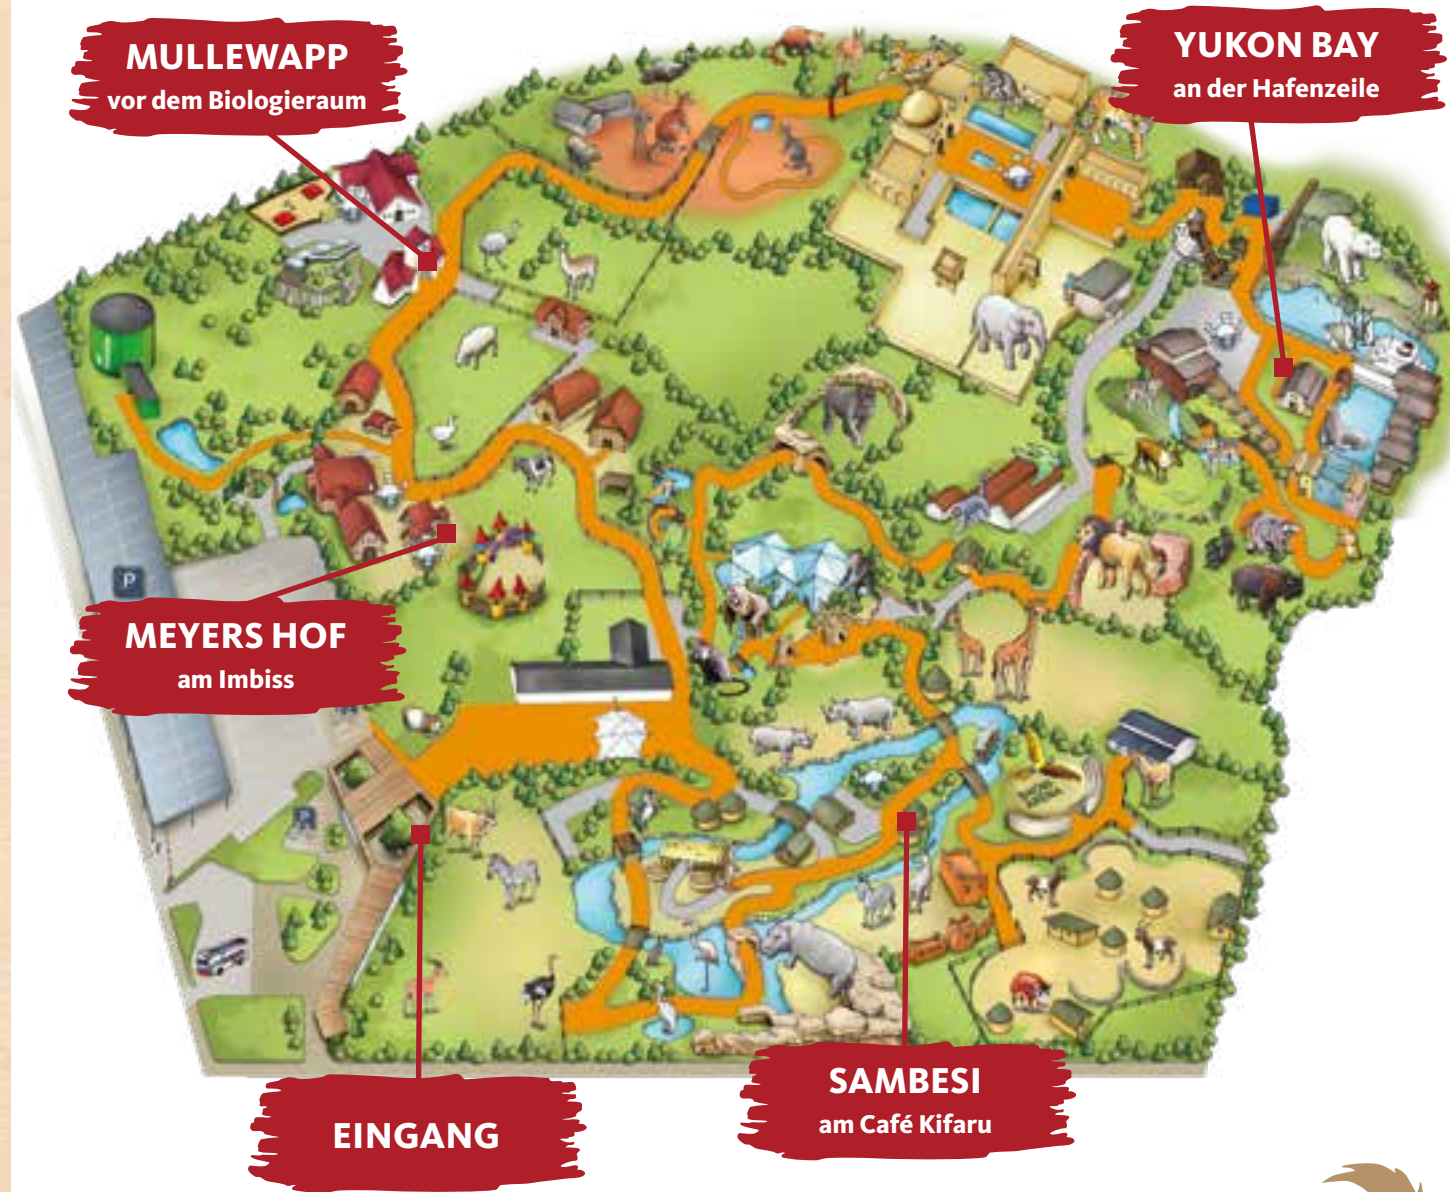 MULLEWAPP
vor dem Biologieraum
YUKON BAY
an der Hafenzeile
P
MEYERS HOF
am Imbiss
P
EINGANG
SAMBESI
am Café Kifaru